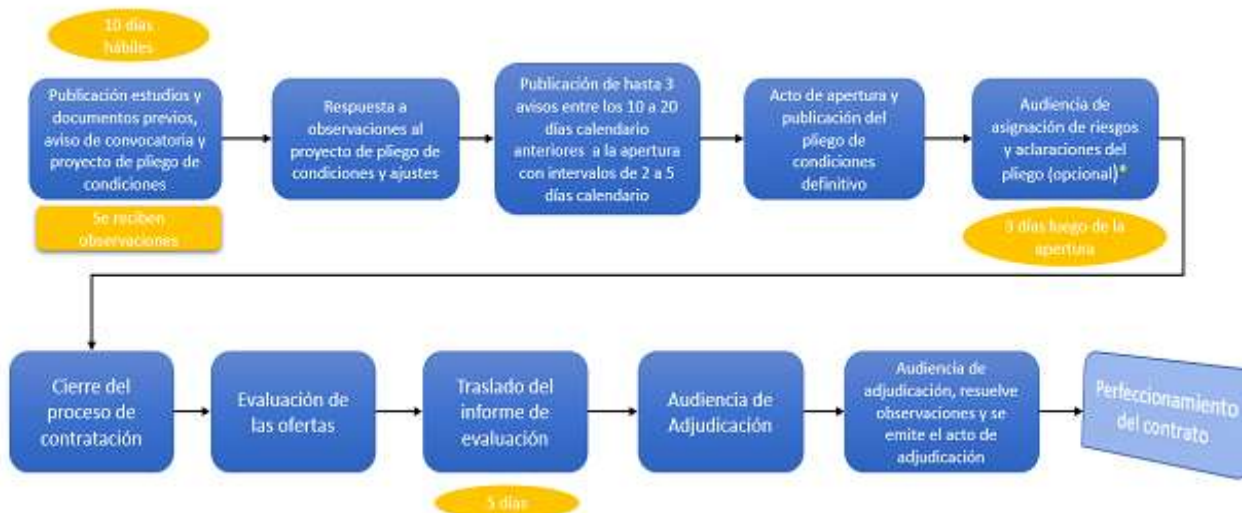 10 días
hábiles
Publicación estudios y
documentos previos,
aviso de convocatoria y
proyecto de pliego de
condiciones
Se reciben
observaciones
Respuesta a
observaciones al
proyecto de pliego de
condiciones y ajustes
Publicación de hasta 3
avisos entre los 10 a 20
días calendario
anteriores a la apertura
con intervalos de 2 a 5
días calendario
Acto de apertura y
publicación del
pliego de
condiciones
definitivo
Audiencia de
asignación de riesgos
y aclaraciones del
pliego (opcional)*
3 días luego de la
apertura
Cierre del
proceso de
contratación
Evaluación de
las ofertas
Traslado del
informe de
evaluación
5 días
Audiencia de
Adjudicación
Audiencia de
adjudicación, resuelve
observaciones y se
emite el acto de
adjudicación
Perfeccionamiento
del contrato